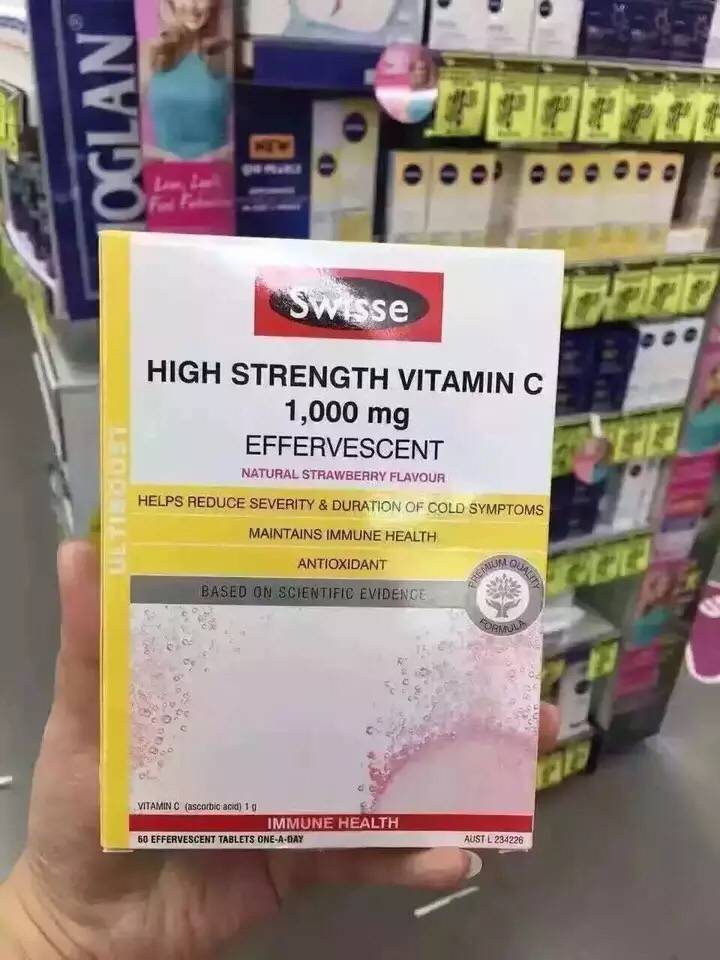 OGLAN
NEW
Swisse
HIGH STRENGTH VITAMIN C
1,000 mg
EFFERVESCENT
NATURAL STRAWBERRY FLAVOUR
ULTIBOOST
HELPS REDUCE SEVERITY & DURATION OF COLD SYMPTOMS
MAINTAINS IMMUNE HEALTH
ANTIOXIDANT
BASED ON SCIENTIFIC EVIDENCE
PREMIUM QUALITY
FORMULA
VITAMIN C (ascorbic acid) 1 g
IMMUNE HEALTH
60 EFFERVESCENT TABLETS ONE-A-DAY
AUST L 234226